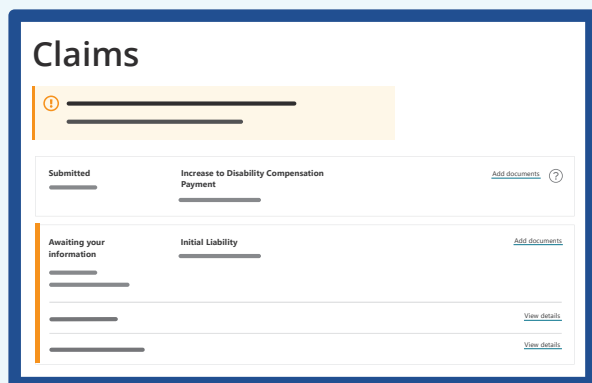 Claims
Submitted
Increase to Disability Compensation
Payment
Add documents
?
Awaiting your
information
Initial Liability
Add documents
View details
View details